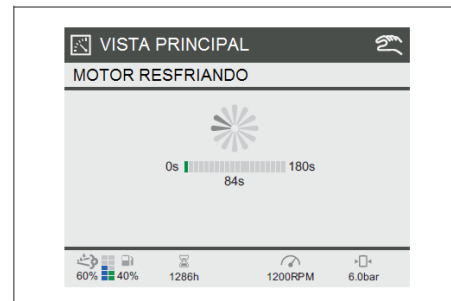 VISTA PRINCIPAL
MOTOR RESFRIANDO
0s 180s
84s
60% 40% 1286h 1200RPM 6.0bar